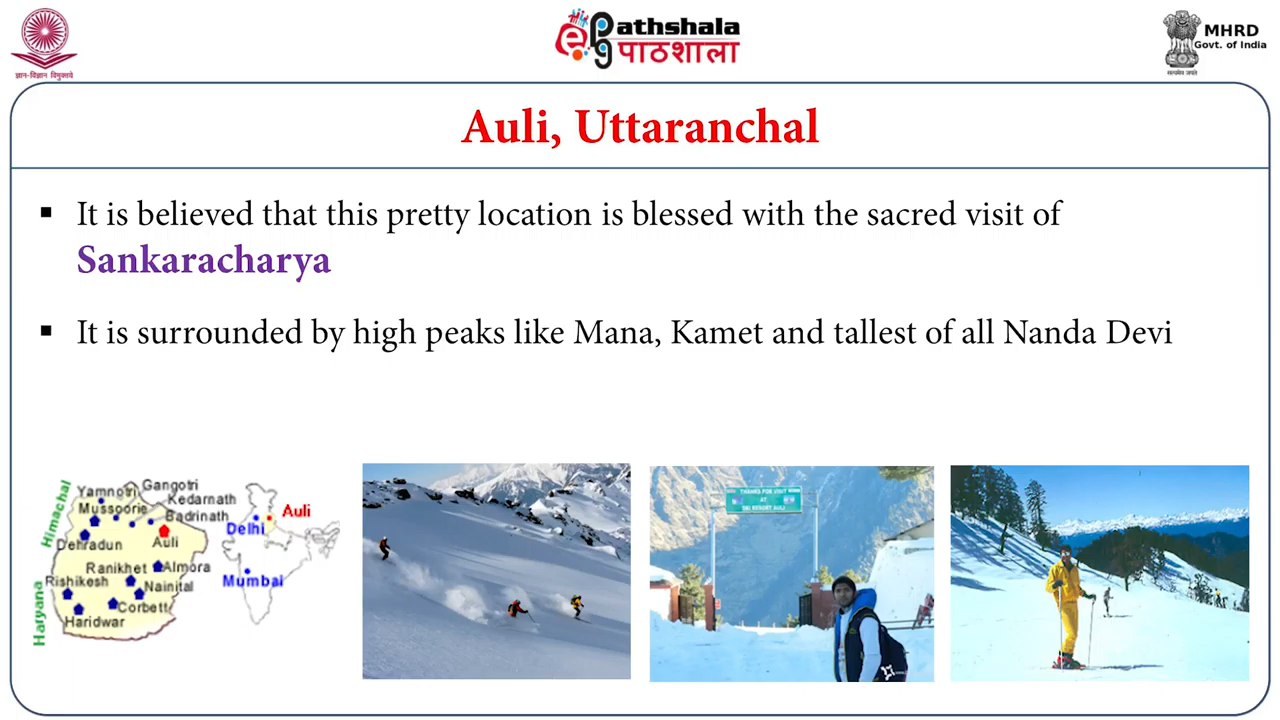 ज्ञान-विज्ञान विमुक्तये
ePathshala
पाठशाला
MHRD
Govt. of India
सत्यमेव जयते
Auli, Uttaranchal
▪ It is believed that this pretty location is blessed with the sacred visit of
Sankaracharya
▪ It is surrounded by high peaks like Mana, Kamet and tallest of all Nanda Devi
Himachal
Haryana
Yamnotri
Gangotri
Kedarnath
Mussoorie
Badrinath
Dehradun
Auli
Ranikhet
Almora
Rishikesh
Nainital
Corbett
Haridwar
Auli
Delhi
Mumbai
THANKS FOR VISIT
AT
SKI RESORT AULI